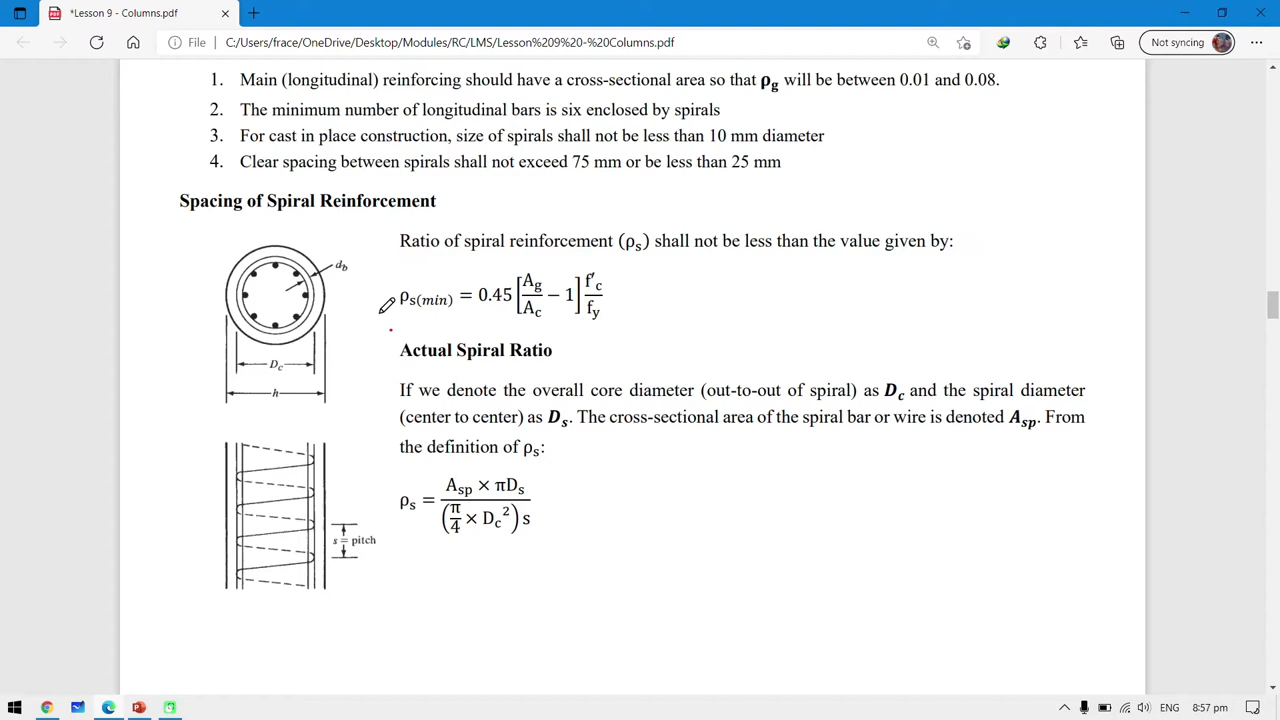 *Lesson 9 - Columns.pdf
File C:/Users/frace/OneDrive/Desktop/Modules/RC/LMS/Lesson%209%20-%20Columns.pdf
Not syncing
1. Main (longitudinal) reinforcing should have a cross-sectional area so that ρg will be between 0.01 and 0.08.
2. The minimum number of longitudinal bars is six enclosed by spirals
3. For cast in place construction, size of spirals shall not be less than 10 mm diameter
4. Clear spacing between spirals shall not exceed 75 mm or be less than 25 mm
Spacing of Spiral Reinforcement
Ratio of spiral reinforcement (ρs) shall not be less than the value given by:
ρs(min) = 0.45 [Ag/Ac − 1] f′c/fy
Actual Spiral Ratio
If we denote the overall core diameter (out-to-out of spiral) as Dc and the spiral diameter
(center to center) as Ds. The cross-sectional area of the spiral bar or wire is denoted Asp. From
the definition of ρs:
ρs = Asp × πDs / (π/4 × Dc²) s
db
Dc
h
s = pitch
ENG
8:57 pm